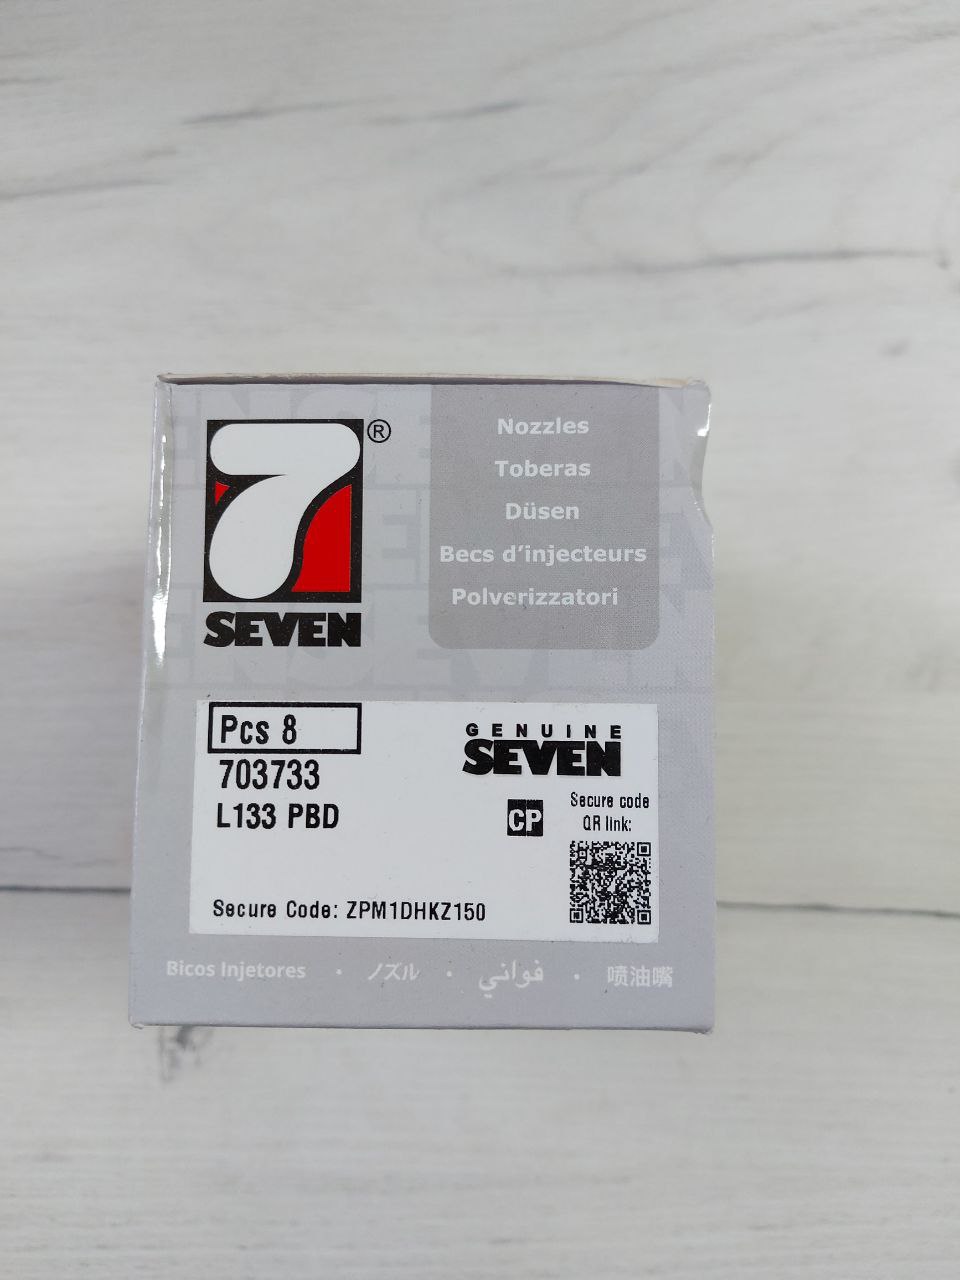 7®
SEVEN
Nozzles
Toberas
Düsen
Becs d'injecteurs
Polverizzatori
Pcs 8
703733
L133 PBD
GENUINE
SEVEN
CP
Secure code
QR link:
Secure Code: ZPM1DHKZ150
Bicos Injetores · ノズル · فواني · 喷油嘴